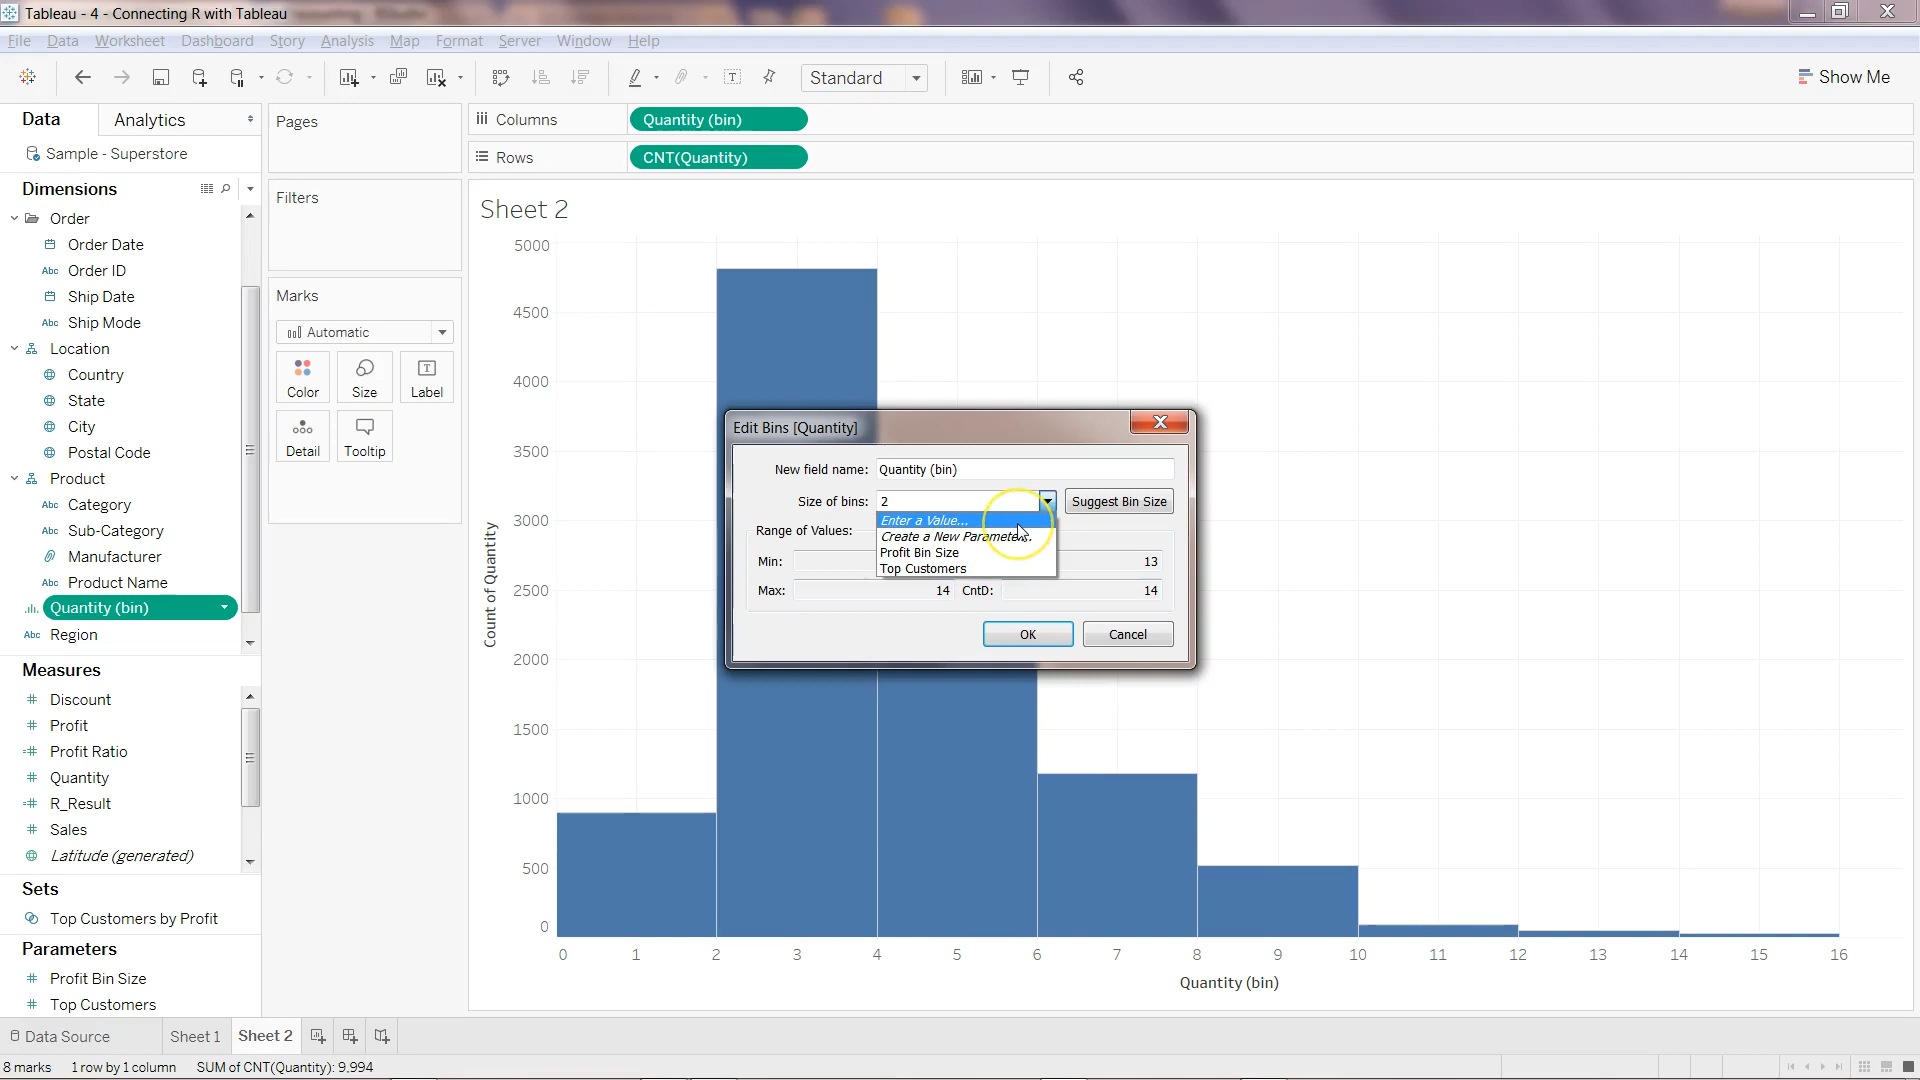 Tableau - 4 - Connecting R with Tableau
File Data Worksheet Dashboard Story Analysis Map Format Server Window Help
Standard
Show Me
Data Analytics
Pages
Columns Quantity (bin)
Sample - Superstore
Rows CNT(Quantity)
Dimensions
Filters
Sheet 2
Order
Order Date
Abc Order ID
Ship Date
Abc Ship Mode
Location
Country
State
City
Postal Code
Product
Abc Category
Abc Sub-Category
Manufacturer
Abc Product Name
Quantity (bin)
Abc Region
Measures
Discount
Profit
Profit Ratio
Quantity
R_Result
Sales
Latitude (generated)
Sets
Top Customers by Profit
Parameters
Profit Bin Size
Top Customers
Marks
Automatic
Color Size Label
Detail Tooltip
Count of Quantity
5000
4500
4000
3500
3000
2500
2000
1500
1000
500
0
0 1 2 3 4 5 6 7 8 9 10 11 12 13 14 15 16
Quantity (bin)
Edit Bins [Quantity]
New field name: Quantity (bin)
Size of bins: 2 Suggest Bin Size
Enter a Value...
Range of Values:
Create a New Parameter...
Profit Bin Size
Min: 13
Top Customers
Max: 14 CntD: 14
OK Cancel
Data Source Sheet 1 Sheet 2
8 marks 1 row by 1 column SUM of CNT(Quantity): 9,994